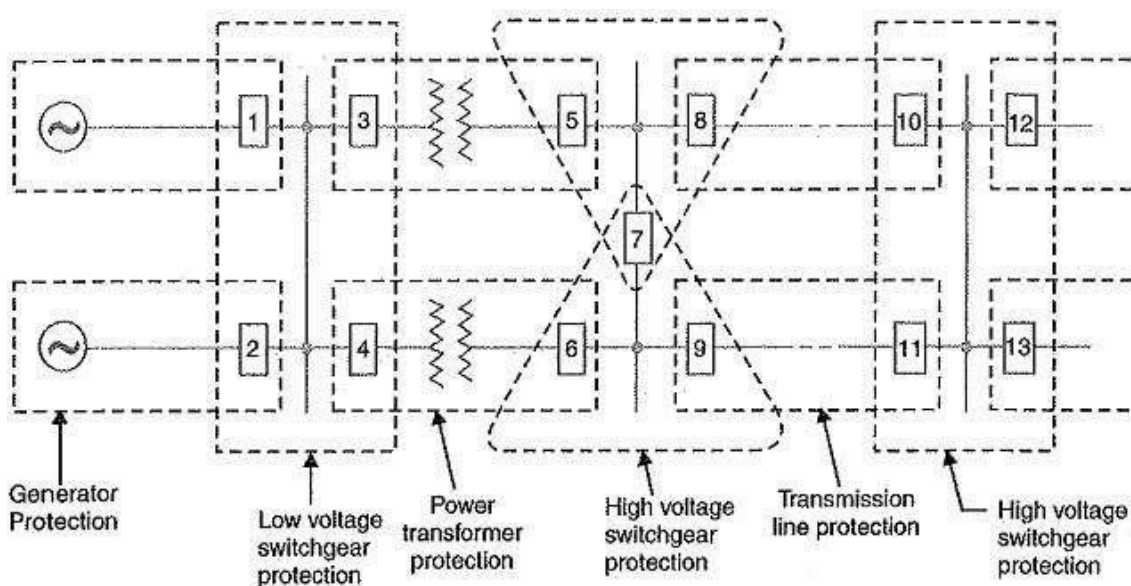 1
3
5
8
10
12
7
2
4
6
9
11
13
Generator
Protection
Low voltage
switchgear
protection
Power
transformer
protection
High voltage
switchgear
protection
Transmission
line protection
High voltage
switchgear
protection